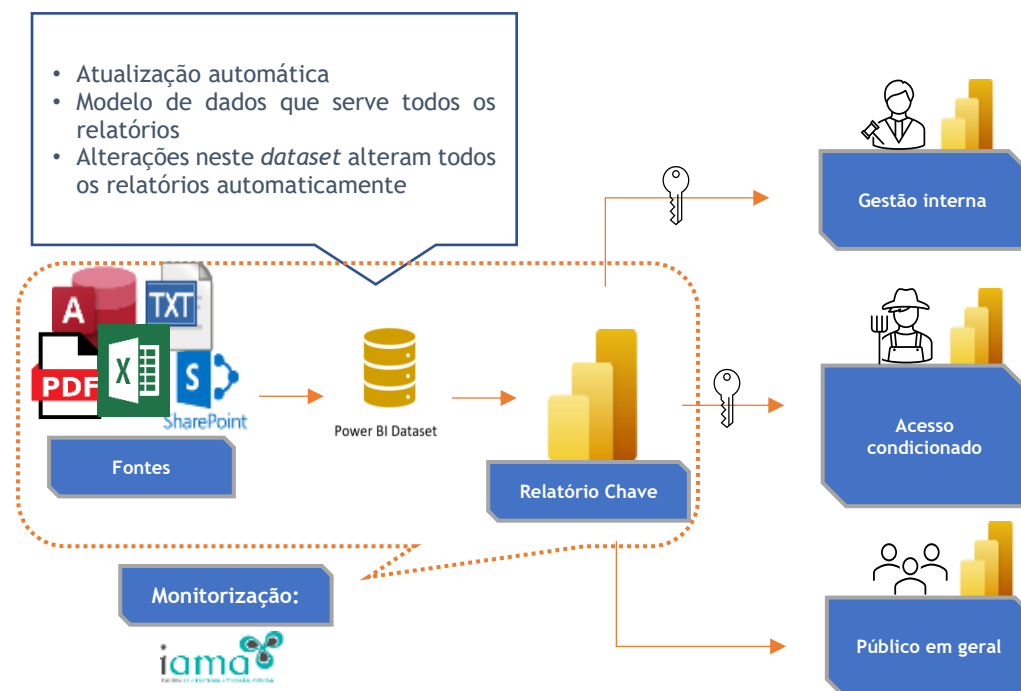 • Atualização automática
• Modelo de dados que serve todos os
relatórios
• Alterações neste dataset alteram todos
os relatórios automaticamente
Gestão interna
A
TXT
PDF
X
S
SharePoint
Power BI Dataset
Fontes
Relatório Chave
Acesso
condicionado
Monitorização:
iama
Público em geral